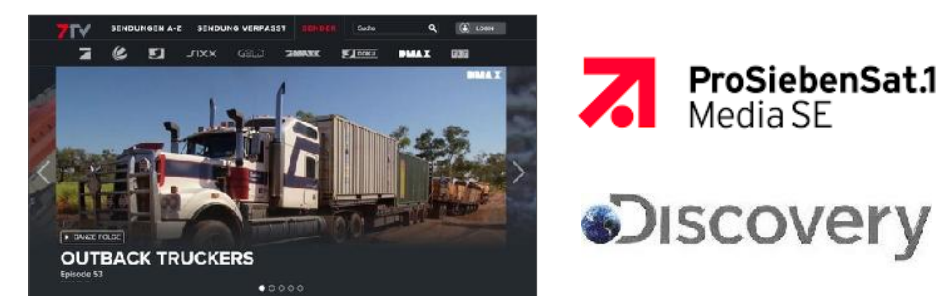 7TV SENDUNGEN A-Z SENDUNG VERPASST SENDER Suche LOGIN
sixx GOLD DMAX
DMAX
GANZE FOLGE
OUTBACK TRUCKERS
Episode 53
ProSiebenSat.1
Media SE
Discovery